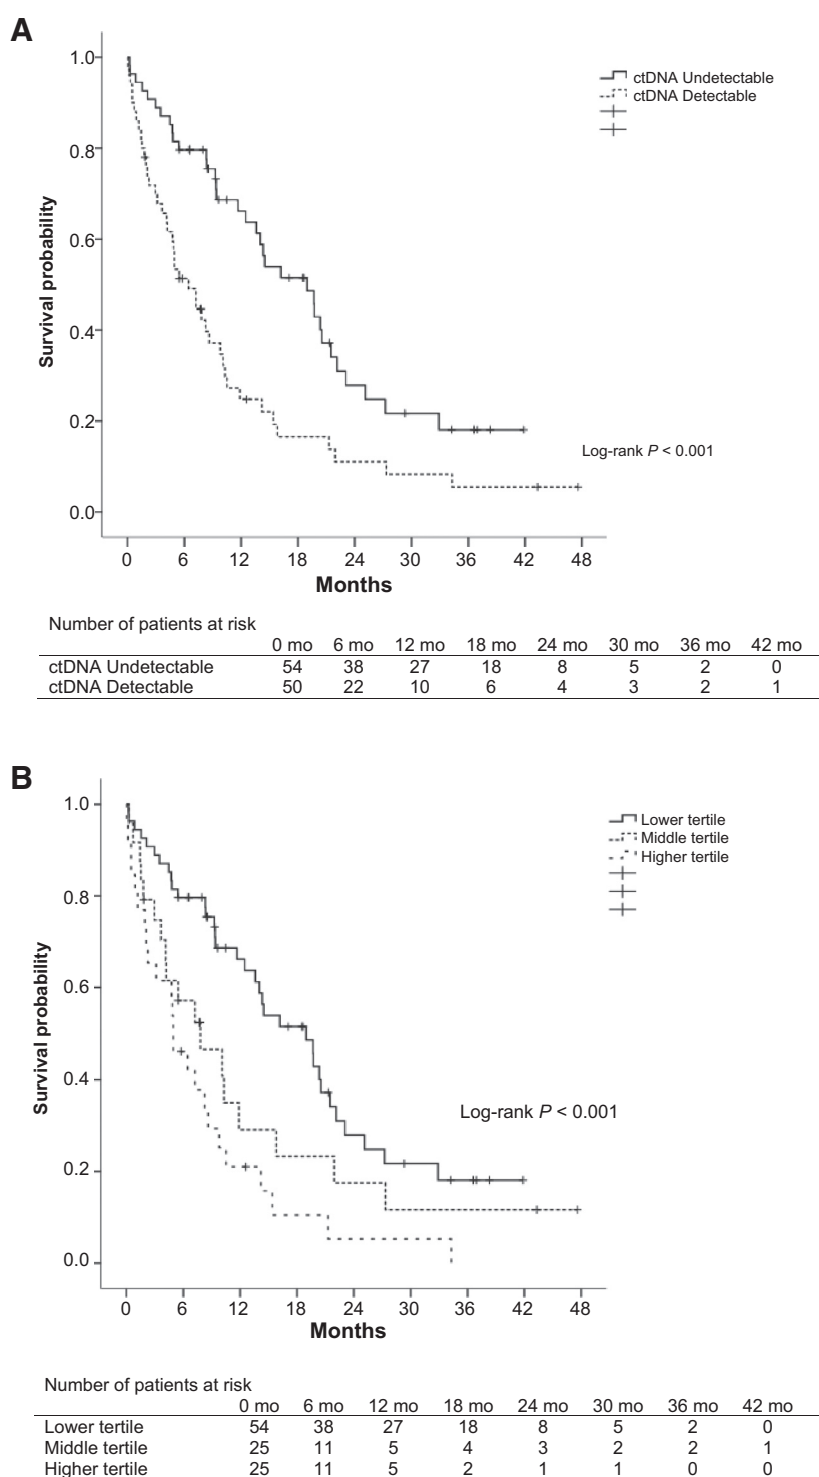 A
1.0
0.8
0.6
0.4
0.2
0.0
Survival probability
ctDNA Undetectable
ctDNA Detectable
Log-rank P < 0.001
0 6 12 18 24 30 36 42 48
Months
Number of patients at risk
0 mo 6 mo 12 mo 18 mo 24 mo 30 mo 36 mo 42 mo
ctDNA Undetectable 54 38 27 18 8 5 2 0
ctDNA Detectable 50 22 10 6 4 3 2 1
B
1.0
0.8
0.6
0.4
0.2
0.0
Survival probability
Lower tertile
Middle tertile
Higher tertile
Log-rank P < 0.001
0 6 12 18 24 30 36 42 48
Months
Number of patients at risk
0 mo 6 mo 12 mo 18 mo 24 mo 30 mo 36 mo 42 mo
Lower tertile 54 38 27 18 8 5 2 0
Middle tertile 25 11 5 4 3 2 2 1
Higher tertile 25 11 5 2 1 1 0 0